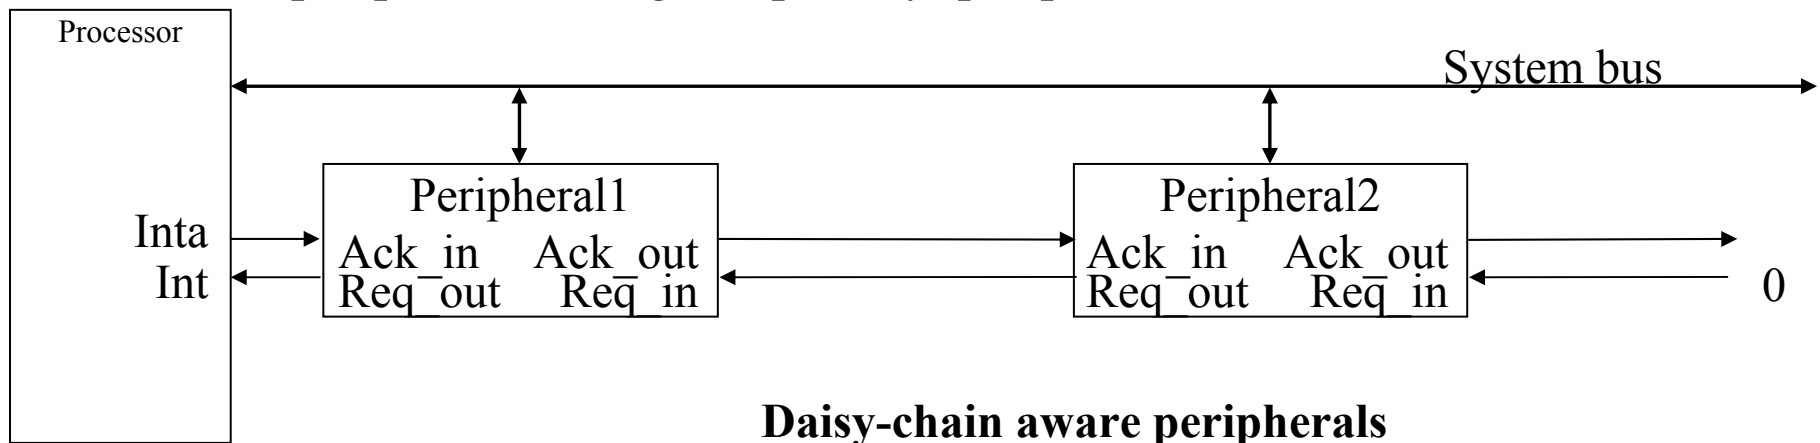 Processor
System bus
Peripheral1
Peripheral2
Inta
Ack_in Ack_out
Ack_in Ack_out
Int
Req_out Req_in
Req_out Req_in
0
Daisy-chain aware peripherals